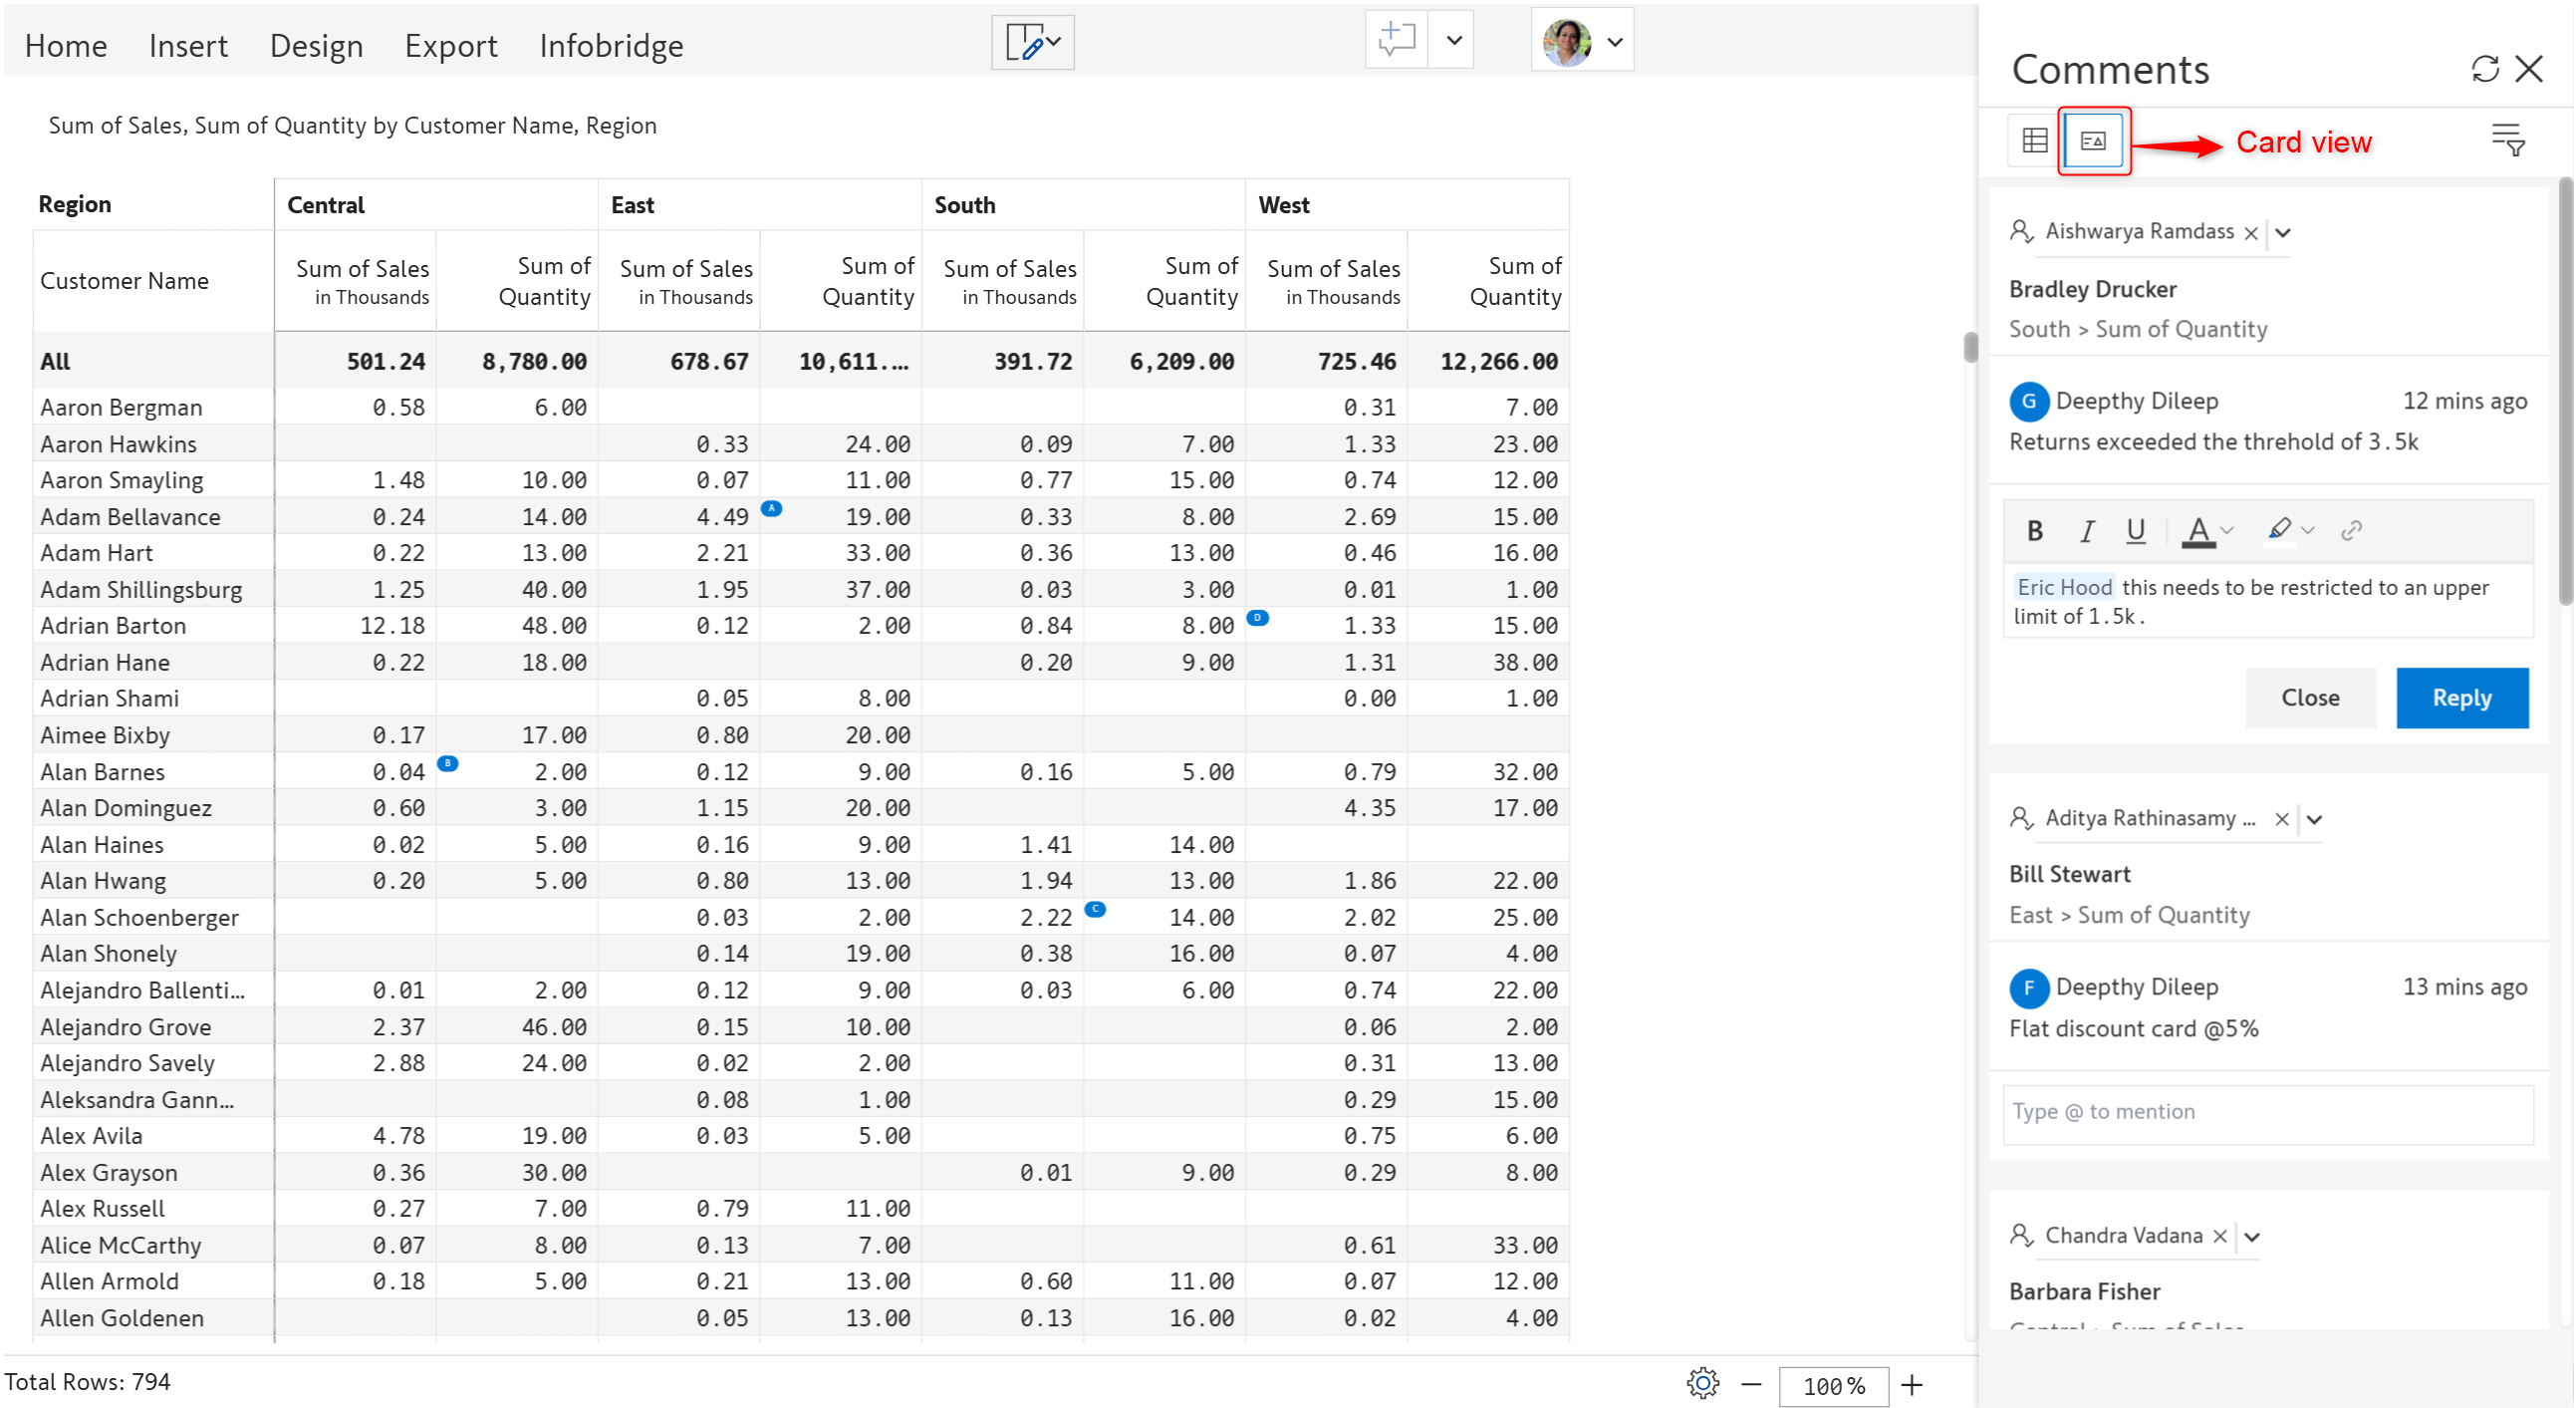 Home Insert Design Export Infobridge
Sum of Sales, Sum of Quantity by Customer Name, Region
Region Central East South West
Customer Name Sum of Sales in Thousands Sum of Quantity Sum of Sales in Thousands Sum of Quantity Sum of Sales in Thousands Sum of Quantity Sum of Sales in Thousands Sum of Quantity
All 501.24 8,780.00 678.67 10,611.... 391.72 6,209.00 725.46 12,266.00
Aaron Bergman 0.58 6.00 0.31 7.00
Aaron Hawkins 0.33 24.00 0.09 7.00 1.33 23.00
Aaron Smayling 1.48 10.00 0.07 11.00 0.77 15.00 0.74 12.00
Adam Bellavance 0.24 14.00 4.49 A 19.00 0.33 8.00 2.69 15.00
Adam Hart 0.22 13.00 2.21 33.00 0.36 13.00 0.46 16.00
Adam Shillingsburg 1.25 40.00 1.95 37.00 0.03 3.00 0.01 1.00
Adrian Barton 12.18 48.00 0.12 2.00 0.84 8.00 D 1.33 15.00
Adrian Hane 0.22 18.00 0.20 9.00 1.31 38.00
Adrian Shami 0.05 8.00 0.00 1.00
Aimee Bixby 0.17 17.00 0.80 20.00
Alan Barnes 0.04 B 2.00 0.12 9.00 0.16 5.00 0.79 32.00
Alan Dominguez 0.60 3.00 1.15 20.00 4.35 17.00
Alan Haines 0.02 5.00 0.16 9.00 1.41 14.00
Alan Hwang 0.20 5.00 0.80 13.00 1.94 13.00 1.86 22.00
Alan Schoenberger 0.03 2.00 2.22 C 14.00 2.02 25.00
Alan Shonely 0.14 19.00 0.38 16.00 0.07 4.00
Alejandro Ballenti... 0.01 2.00 0.12 9.00 0.03 6.00 0.74 22.00
Alejandro Grove 2.37 46.00 0.15 10.00 0.06 2.00
Alejandro Savely 2.88 24.00 0.02 2.00 0.31 13.00
Aleksandra Gann... 0.08 1.00 0.29 15.00
Alex Avila 4.78 19.00 0.03 5.00 0.75 6.00
Alex Grayson 0.36 30.00 0.01 9.00 0.29 8.00
Alex Russell 0.27 7.00 0.79 11.00
Alice McCarthy 0.07 8.00 0.13 7.00 0.61 33.00
Allen Armold 0.18 5.00 0.21 13.00 0.60 11.00 0.07 12.00
Allen Goldenen 0.05 13.00 0.13 16.00 0.02 4.00
Total Rows: 794
100%
Comments
Card view
Aishwarya Ramdass
Bradley Drucker
South > Sum of Quantity
G Deepthy Dileep 12 mins ago
Returns exceeded the threhold of 3.5k
B I U A
Eric Hood this needs to be restricted to an upper
limit of 1.5k.
Close Reply
Aditya Rathinasamy ...
Bill Stewart
East > Sum of Quantity
F Deepthy Dileep 13 mins ago
Flat discount card @5%
Type @ to mention
Chandra Vadana
Barbara Fisher
Central > Sum of Sales